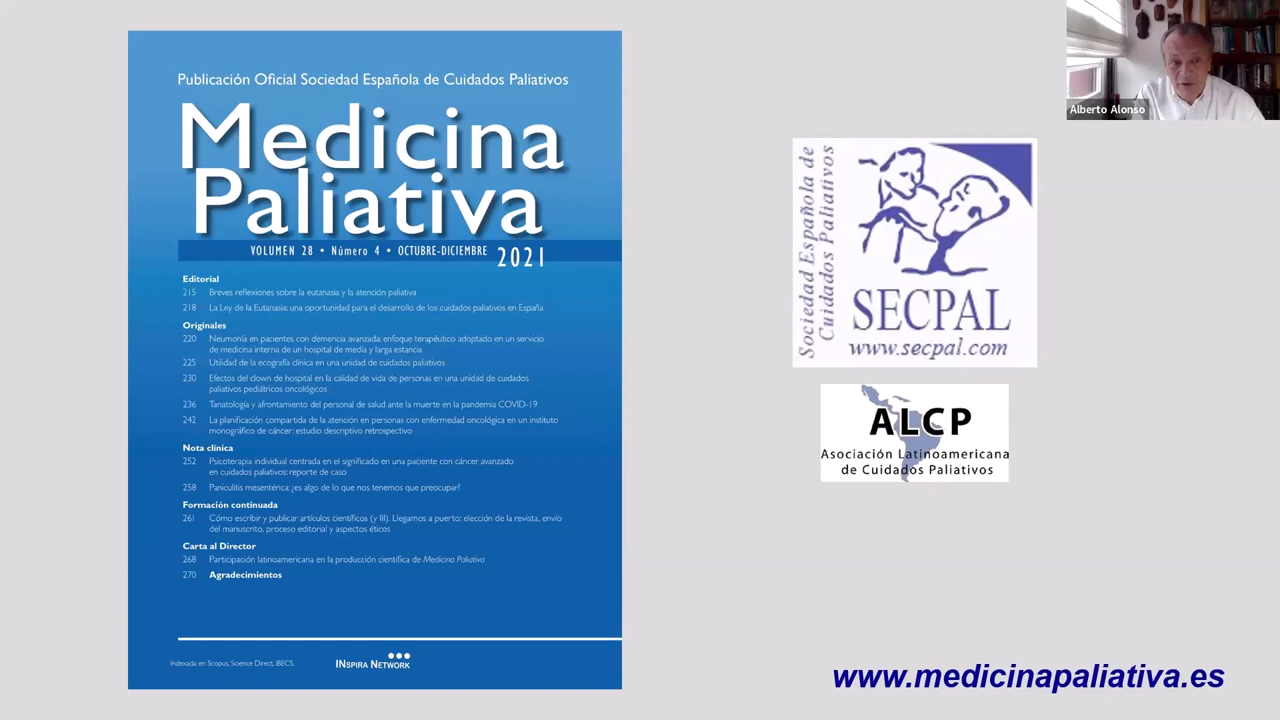 Publicación Oficial Sociedad Española de Cuidados Paliativos
Medicina
Paliativa
VOLUMEN 28 • Número 4 • OCTUBRE-DICIEMBRE 2021
Editorial
215 Breves reflexiones sobre la eutanasia y la atención paliativa
218 La Ley de la Eutanasia: una oportunidad para el desarrollo de los cuidados paliativos en España
Originales
220 Neumonía en pacientes con demencia avanzada: enfoque terapéutico adoptado en un servicio
de medicina interna de un hospital de media y larga estancia
225 Utilidad de la ecografía clínica en una unidad de cuidados paliativos
230 Efectos del clown de hospital en la calidad de vida de personas en una unidad de cuidados
paliativos pediátricos oncológicos
236 Tanatología y afrontamiento del personal de salud ante la muerte en la pandemia COVID-19
242 La planificación compartida de la atención en personas con enfermedad oncológica en un instituto
monográfico de cáncer: estudio descriptivo retrospectivo
Nota clínica
252 Psicoterapia individual centrada en el significado en una paciente con cáncer avanzado
en cuidados paliativos: reporte de caso
258 Paniculitis mesentérica: ¿es algo de lo que nos tenemos que preocupar?
Formación continuada
261 Cómo escribir y publicar artículos científicos (y III). Llegamos a puerto: elección de la revista, envío
del manuscrito, proceso editorial y aspectos éticos
Carta al Director
268 Participación latinoamericana en la producción científica de Medicina Paliativa
270 Agradecimientos
Indexada en Scopus, Science Direct, IBECS.
INSPIRA NETWORK
Sociedad Española de
Cuidados Paliativos
SECPAL
www.secpal.com
ALCP
Asociación Latinoamericana
de Cuidados Paliativos
www.medicinapaliativa.es
Alberto Alonso